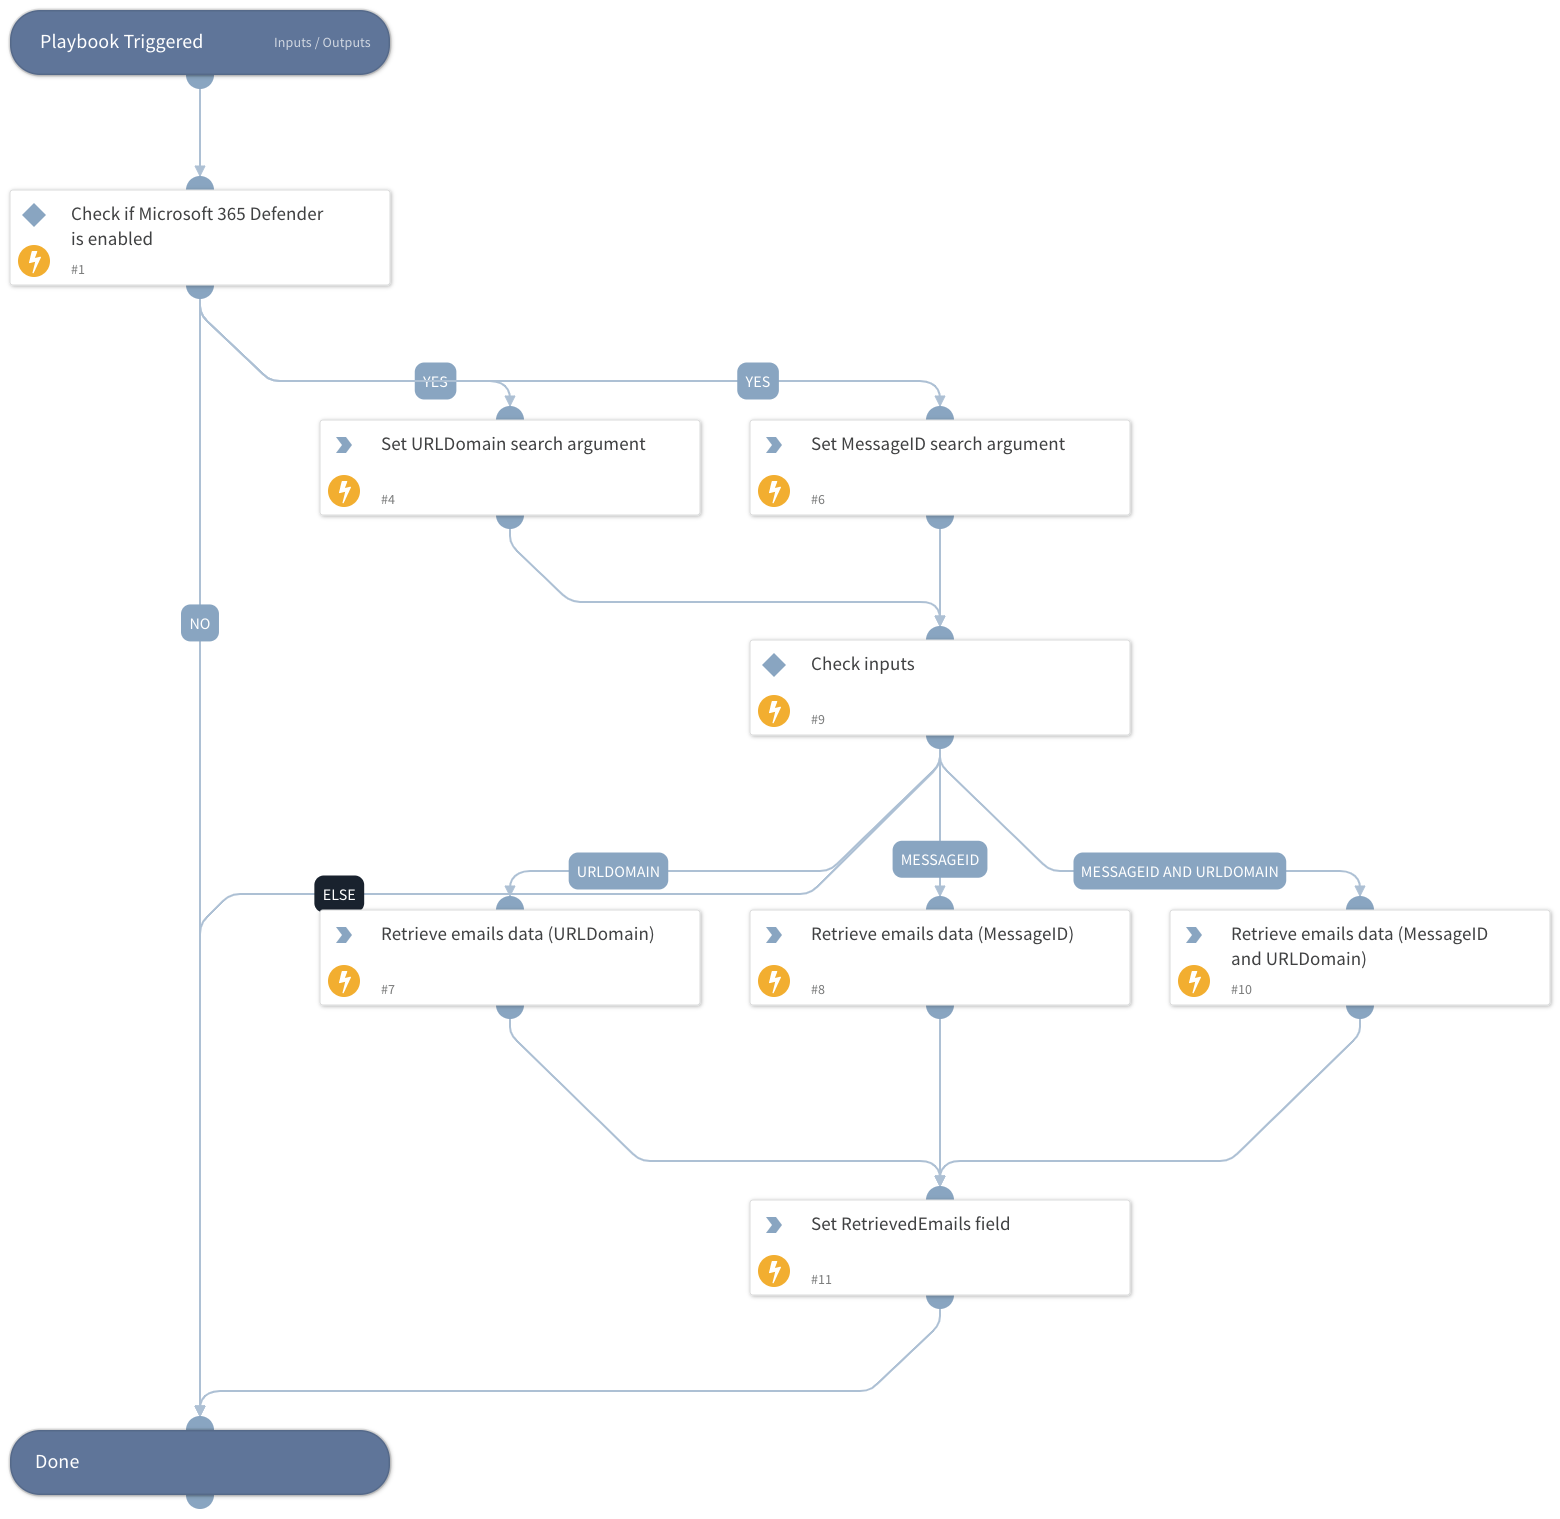 Playbook Triggered
Inputs / Outputs
Check if Microsoft 365 Defender
is enabled
#1
YES
YES
Set URLDomain search argument
#4
Set MessageID search argument
#6
NO
Check inputs
#9
URLDOMAIN
MESSAGEID
MESSAGEID AND URLDOMAIN
ELSE
Retrieve emails data (URLDomain)
#7
Retrieve emails data (MessageID)
#8
Retrieve emails data (MessageID
and URLDomain)
#10
Set RetrievedEmails field
#11
Done